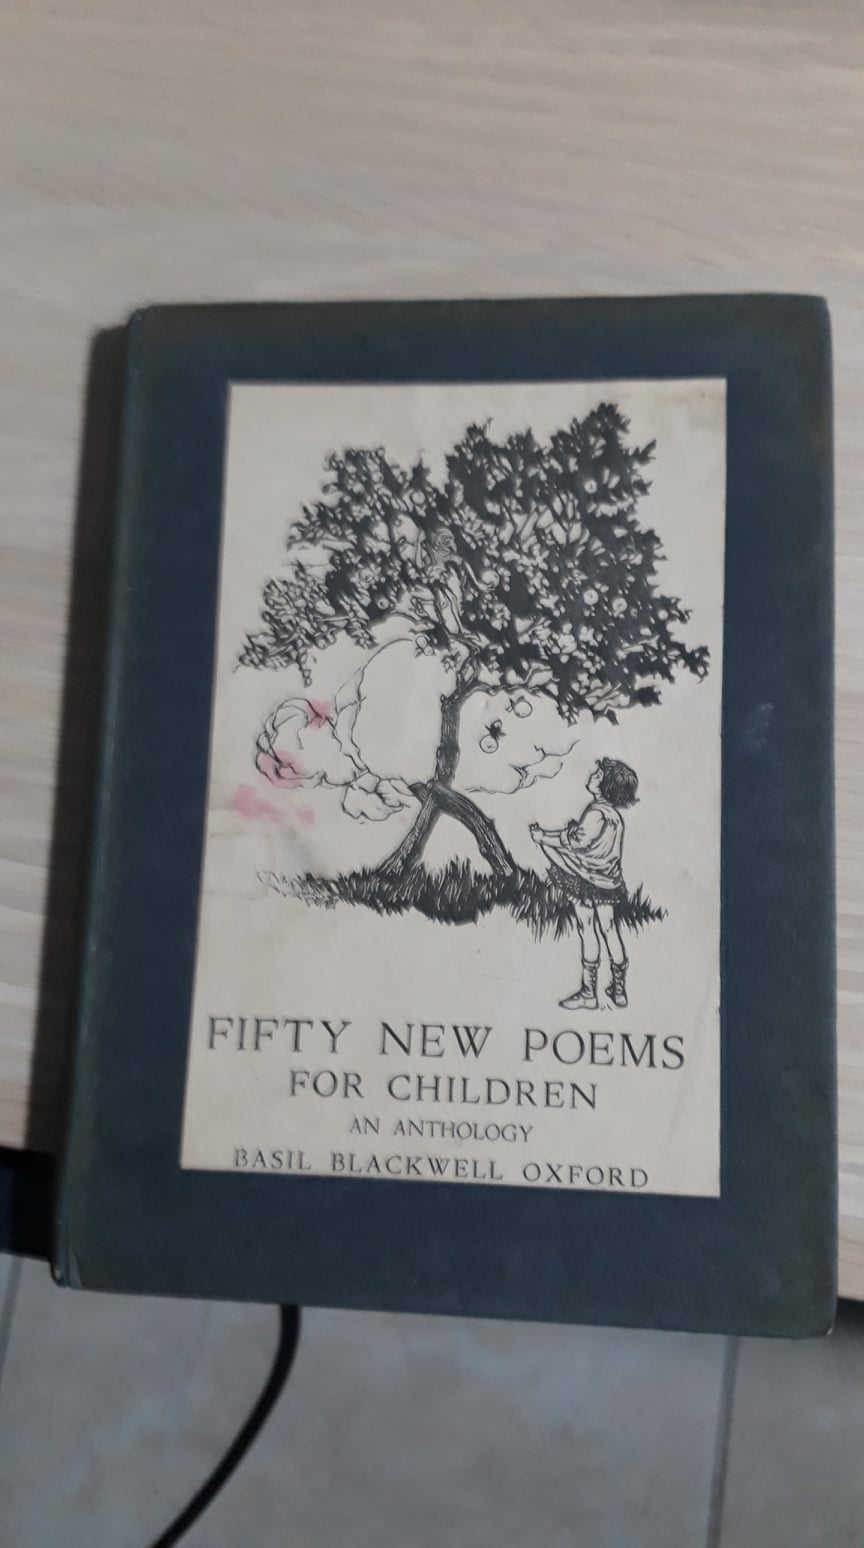 FIFTY NEW POEMS
FOR CHILDREN
AN ANTHOLOGY
BASIL BLACKWELL OXFORD